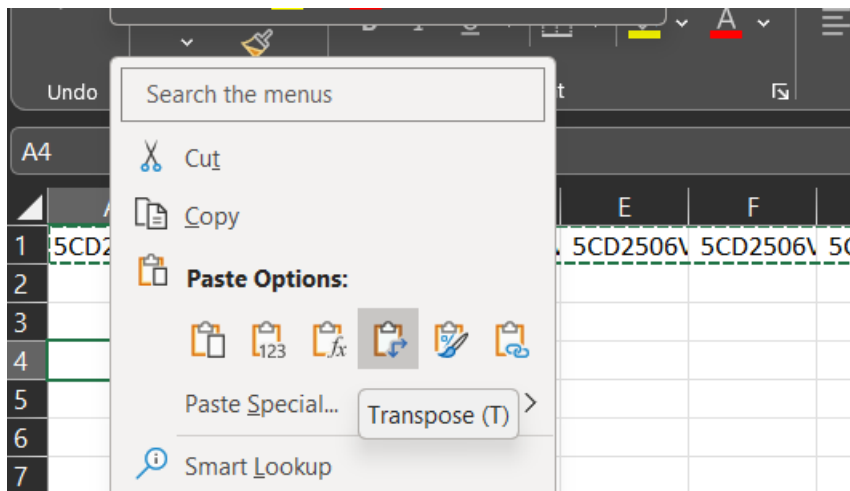 Undo
A4
Search the menus
Cut
Copy
Paste Options:
123
fx
Paste Special...
Transpose (T)
Smart Lookup
E F
1 5CD2 5CD2506 5CD2506
2
3
4
5
6
7